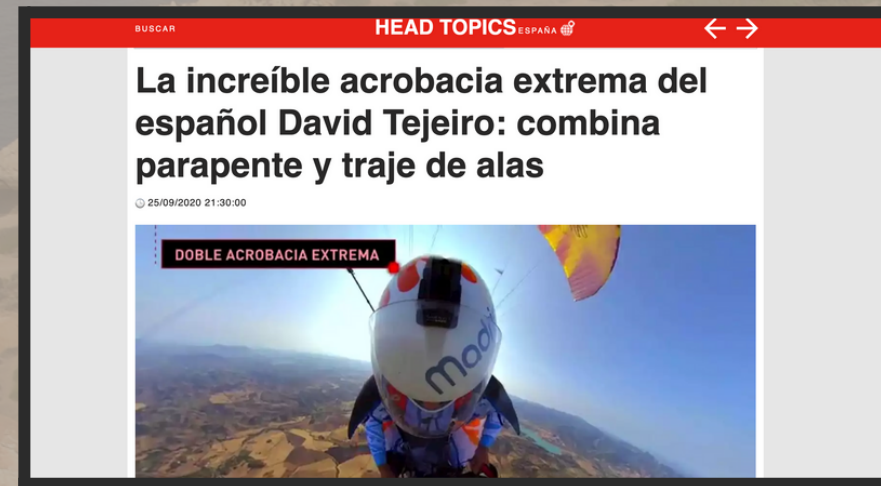 BUSCAR
HEAD TOPICS ESPAÑA
La increíble acrobacia extrema del
español David Tejeiro: combina
parapente y traje de alas
25/09/2020 21:30:00
DOBLE ACROBACIA EXTREMA